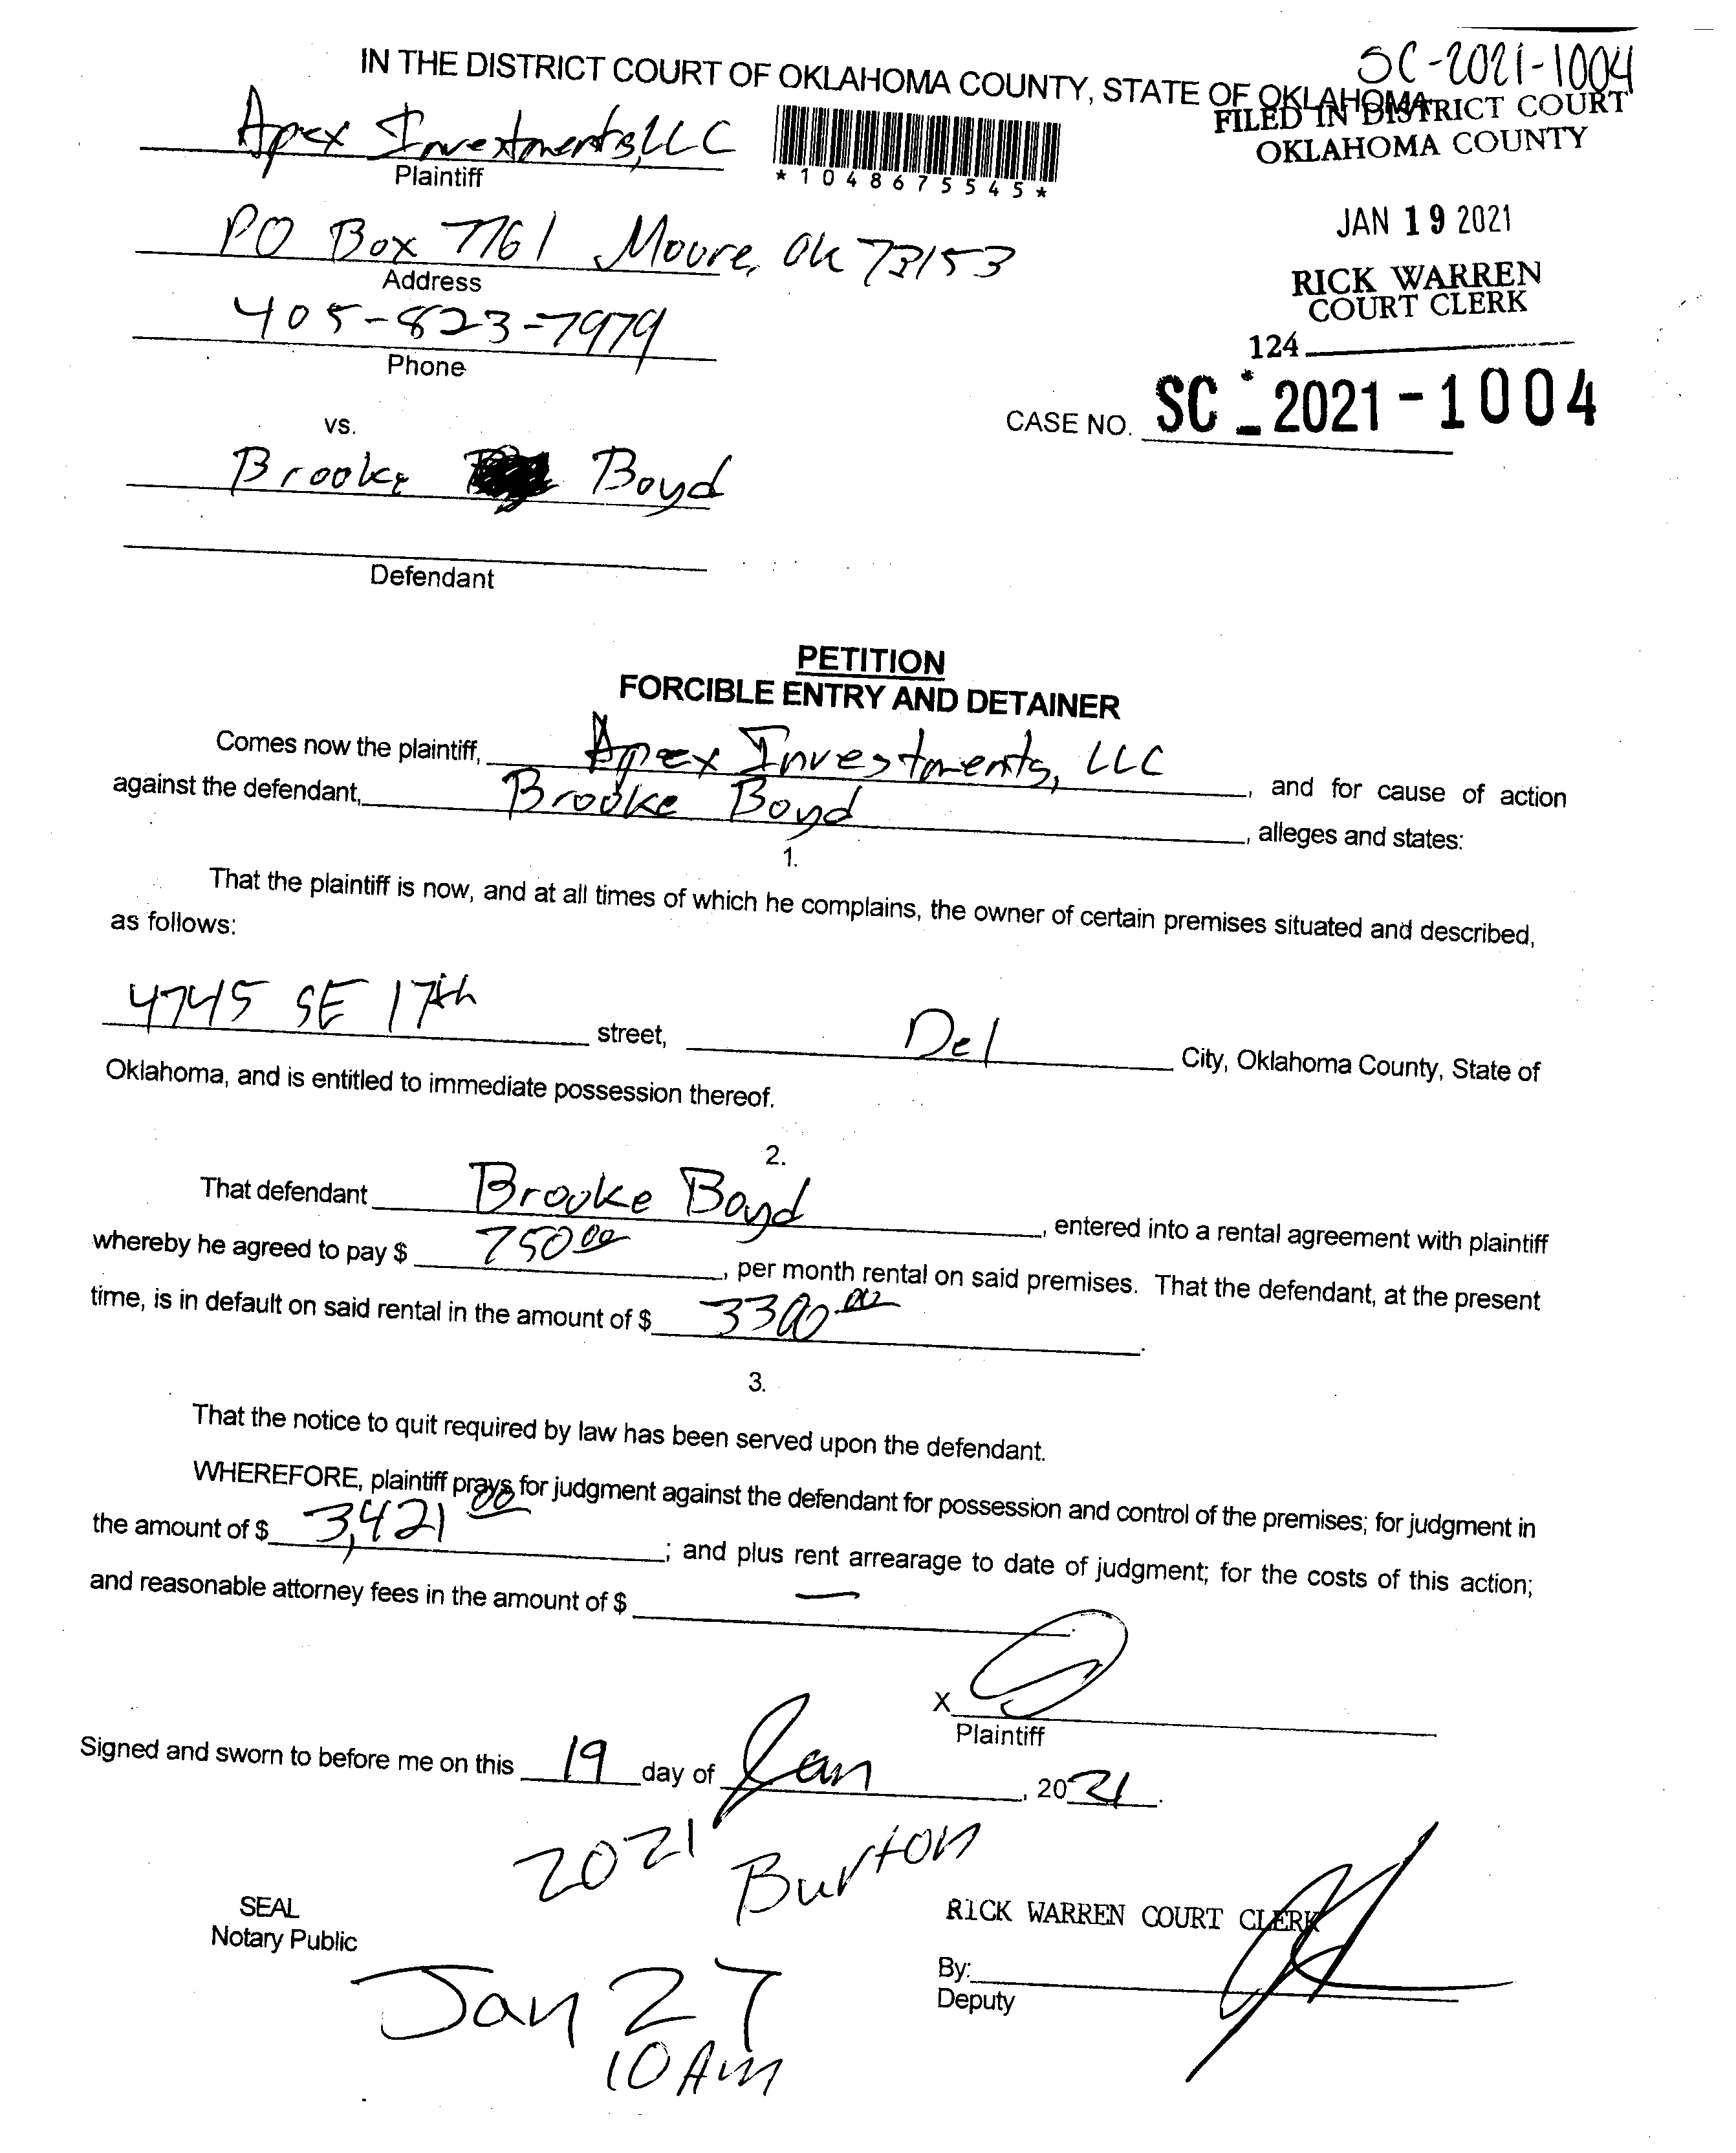 SC-2021-1004
IN THE DISTRICT COURT OF OKLAHOMA COUNTY, STATE OF OKLAHOMA
FILED IN DISTRICT COURT
OKLAHOMA COUNTY
Apex Investments, LLC
Plaintiff
*1048675545*
JAN 19 2021
PO Box 7761 Moore, Ok 73153
Address
RICK WARREN
COURT CLERK
405-823-7979
Phone
124
vs.
CASE NO. SC-2021-1004
Brooke Boyd
Defendant
PETITION
FORCIBLE ENTRY AND DETAINER
Comes now the plaintiff, Apex Investments, LLC, and for cause of action
against the defendant, Brooke Boyd, alleges and states:
1.
That the plaintiff is now, and at all times of which he complains, the owner of certain premises situated and described,
as follows:
4745 SE 17th street, Del City, Oklahoma County, State of
Oklahoma, and is entitled to immediate possession thereof.
2.
That defendant Brooke Boyd, entered into a rental agreement with plaintiff
whereby he agreed to pay $ 750 00, per month rental on said premises. That the defendant, at the present
time, is in default on said rental in the amount of $ 3300 00.
3.
That the notice to quit required by law has been served upon the defendant.
WHEREFORE, plaintiff prays for judgment against the defendant for possession and control of the premises; for judgment in
the amount of $ 3,421 00; and plus rent arrearage to date of judgment; for the costs of this action;
and reasonable attorney fees in the amount of $ —.
X
Plaintiff
Signed and sworn to before me on this 19 day of Jan, 2021.
2021 Burton
SEAL
Notary Public
RICK WARREN COURT CLERK
By:
Deputy
Jan 27
10 Am